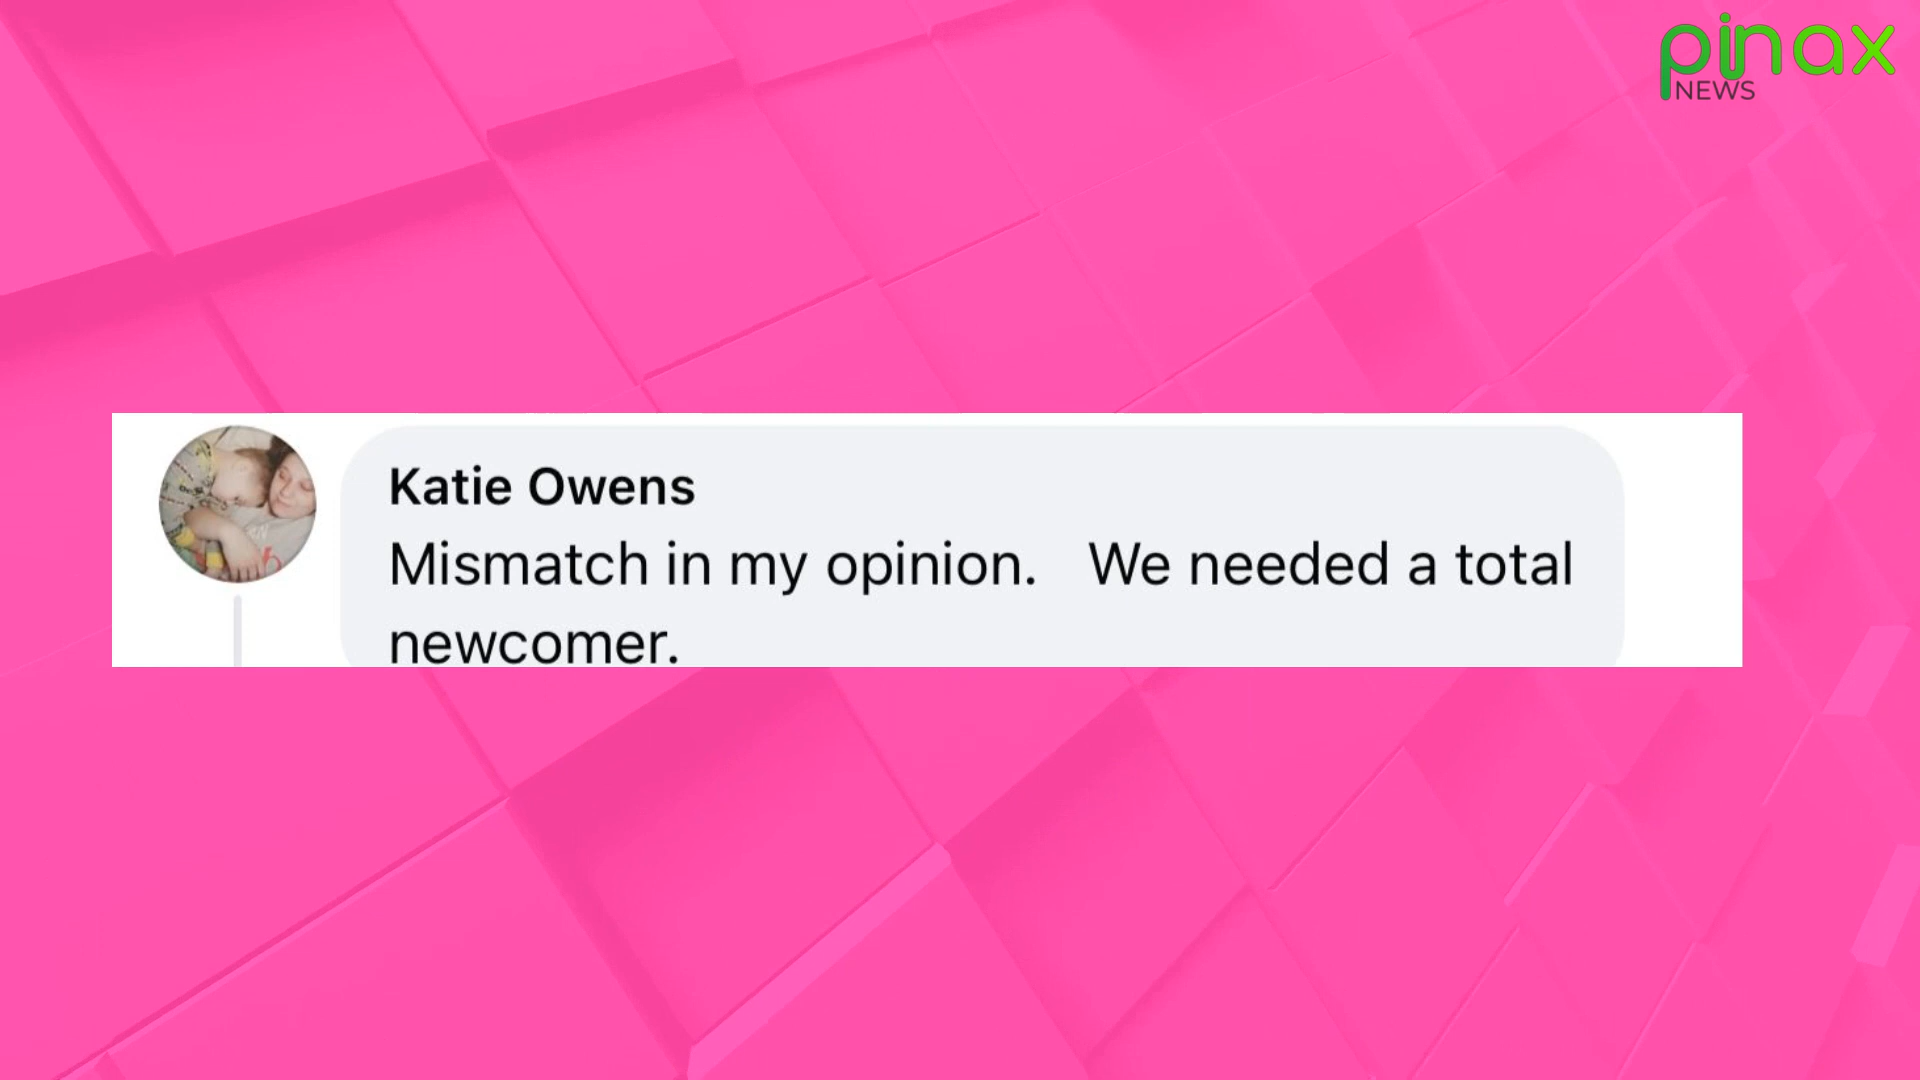 pinax
NEWS
Katie Owens
Mismatch in my opinion. We needed a total
newcomer.